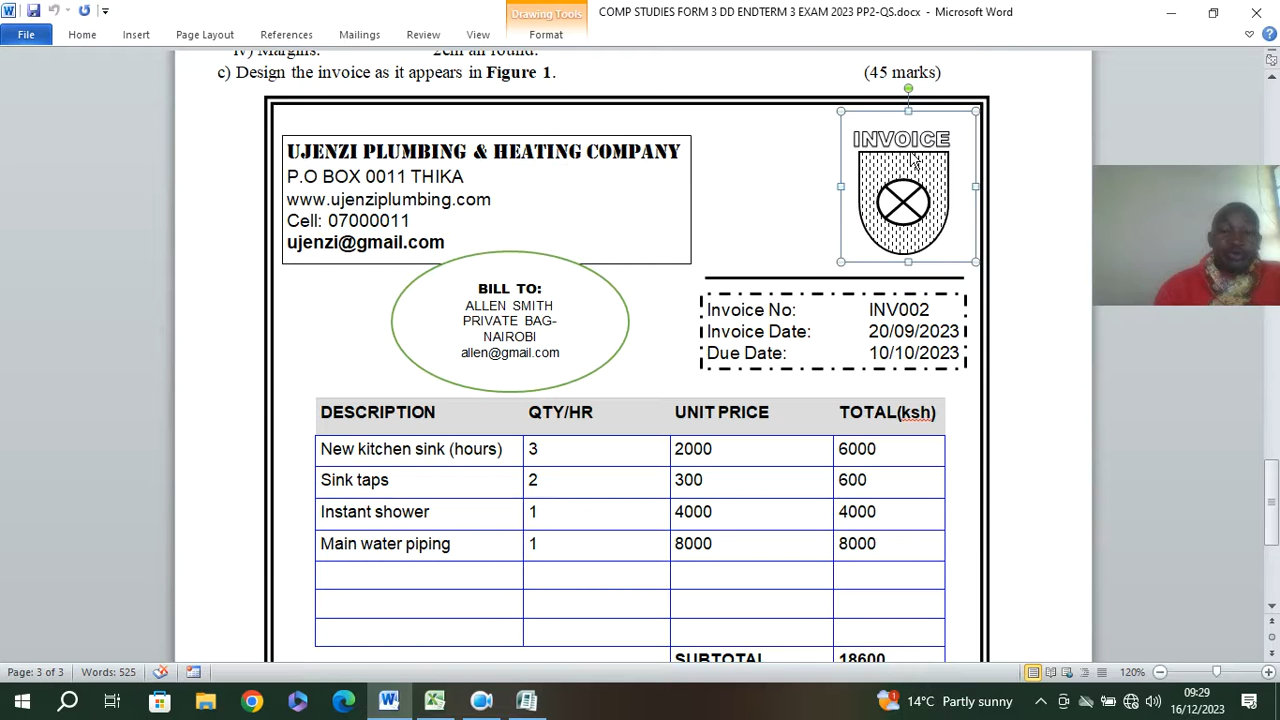 COMP STUDIES FORM 3 DD ENDTERM 3 EXAM 2023 PP2-QS.docx - Microsoft Word
Drawing Tools
File Home Insert Page Layout References Mailings Review View Format
iv) Margins: 2cm all round.
c) Design the invoice as it appears in Figure 1. (45 marks)
INVOICE
UJENZI PLUMBING & HEATING COMPANY
P.O BOX 0011 THIKA
www.ujenziplumbing.com
Cell: 07000011
ujenzi@gmail.com
BILL TO:
ALLEN SMITH
PRIVATE BAG-
NAIROBI
allen@gmail.com
Invoice No: INV002
Invoice Date: 20/09/2023
Due Date: 10/10/2023
DESCRIPTION QTY/HR UNIT PRICE TOTAL(ksh)
New kitchen sink (hours) 3 2000 6000
Sink taps 2 300 600
Instant shower 1 4000 4000
Main water piping 1 8000 8000
SUBTOTAL 18600
Page: 3 of 3 Words: 525 120%
14°C Partly sunny
09:29
16/12/2023